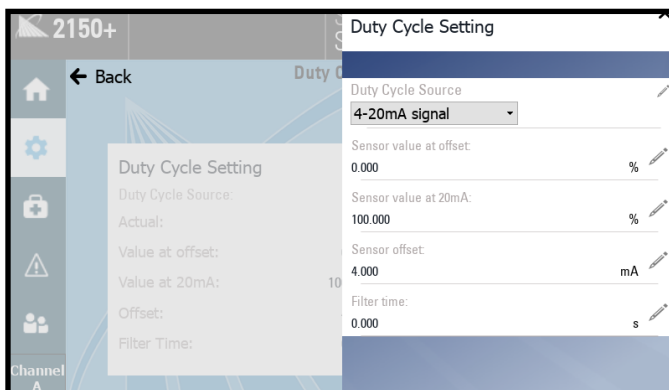 2150+
Back
Duty C
Duty Cycle Setting
Duty Cycle Source:
Actual:
Value at offset:
Value at 20mA: 10
Offset:
Filter Time:
Channel
A
Duty Cycle Setting
Duty Cycle Source
4-20mA signal
Sensor value at offset:
0.000 %
Sensor value at 20mA:
100.000 %
Sensor offset:
4.000 mA
Filter time:
0.000 s